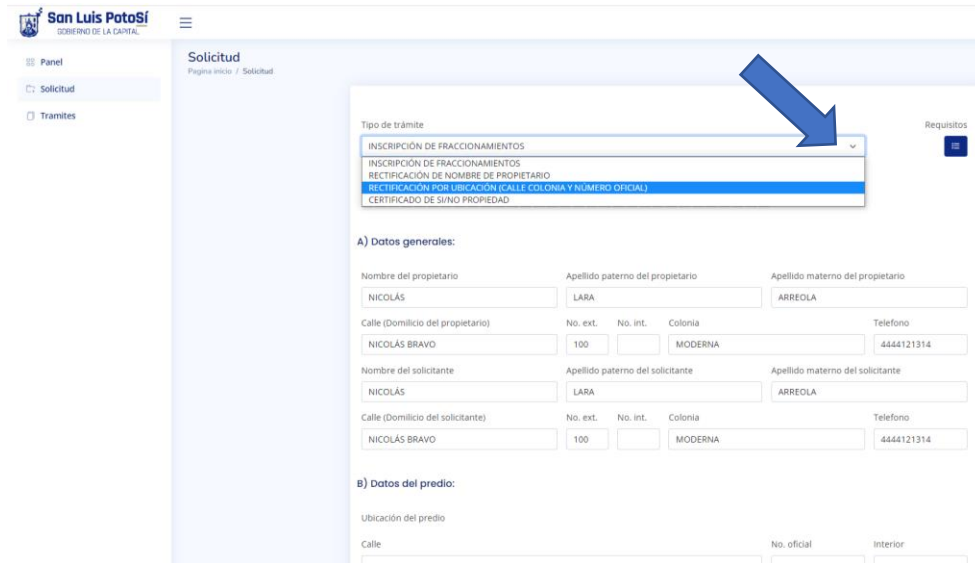 San Luis Potosí
GOBIERNO DE LA CAPITAL
Panel
Solicitud
Tramites
Solicitud
Pagina inicio / Solicitud
Tipo de trámite
Requisitos
INSCRIPCIÓN DE FRACCIONAMIENTOS
INSCRIPCIÓN DE FRACCIONAMIENTOS
RECTIFICACIÓN DE NOMBRE DE PROPIETARIO
RECTIFICACIÓN POR UBICACIÓN (CALLE COLONIA Y NÚMERO OFICIAL)
CERTIFICADO DE SI/NO PROPIEDAD
A) Datos generales:
Nombre del propietario Apellido paterno del propietario Apellido materno del propietario
NICOLÁS LARA ARREOLA
Calle (Domilicio del propietario) No. ext. No. int. Colonia Telefono
NICOLÁS BRAVO 100 MODERNA 4444121314
Nombre del solicitante Apellido paterno del solicitante Apellido materno del solicitante
NICOLÁS LARA ARREOLA
Calle (Domilicio del solicitante) No. ext. No. int. Colonia Telefono
NICOLÁS BRAVO 100 MODERNA 4444121314
B) Datos del predio:
Ubicación del predio
Calle No. oficial Interior